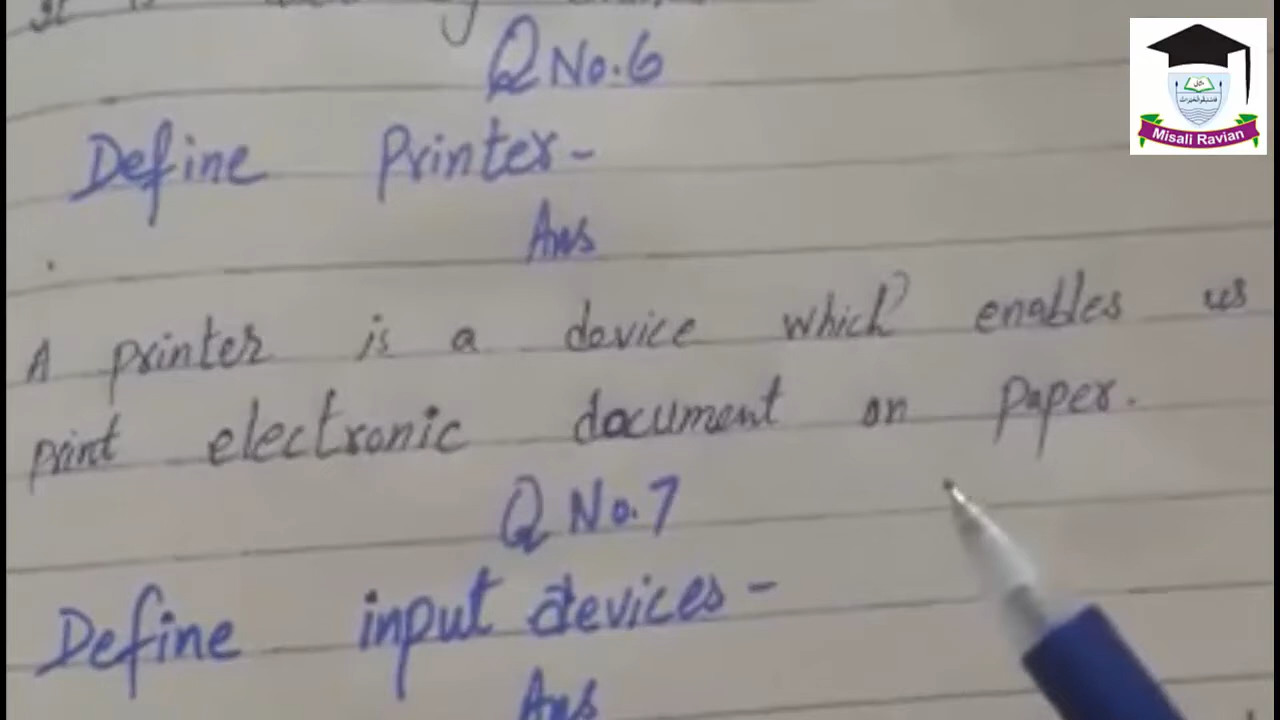 Q No.6
Define Printer-
Ans
A printer is a device which enables us
print electronic document on paper.
Q No.7
Define input devices-
Ans
Misali Ravian